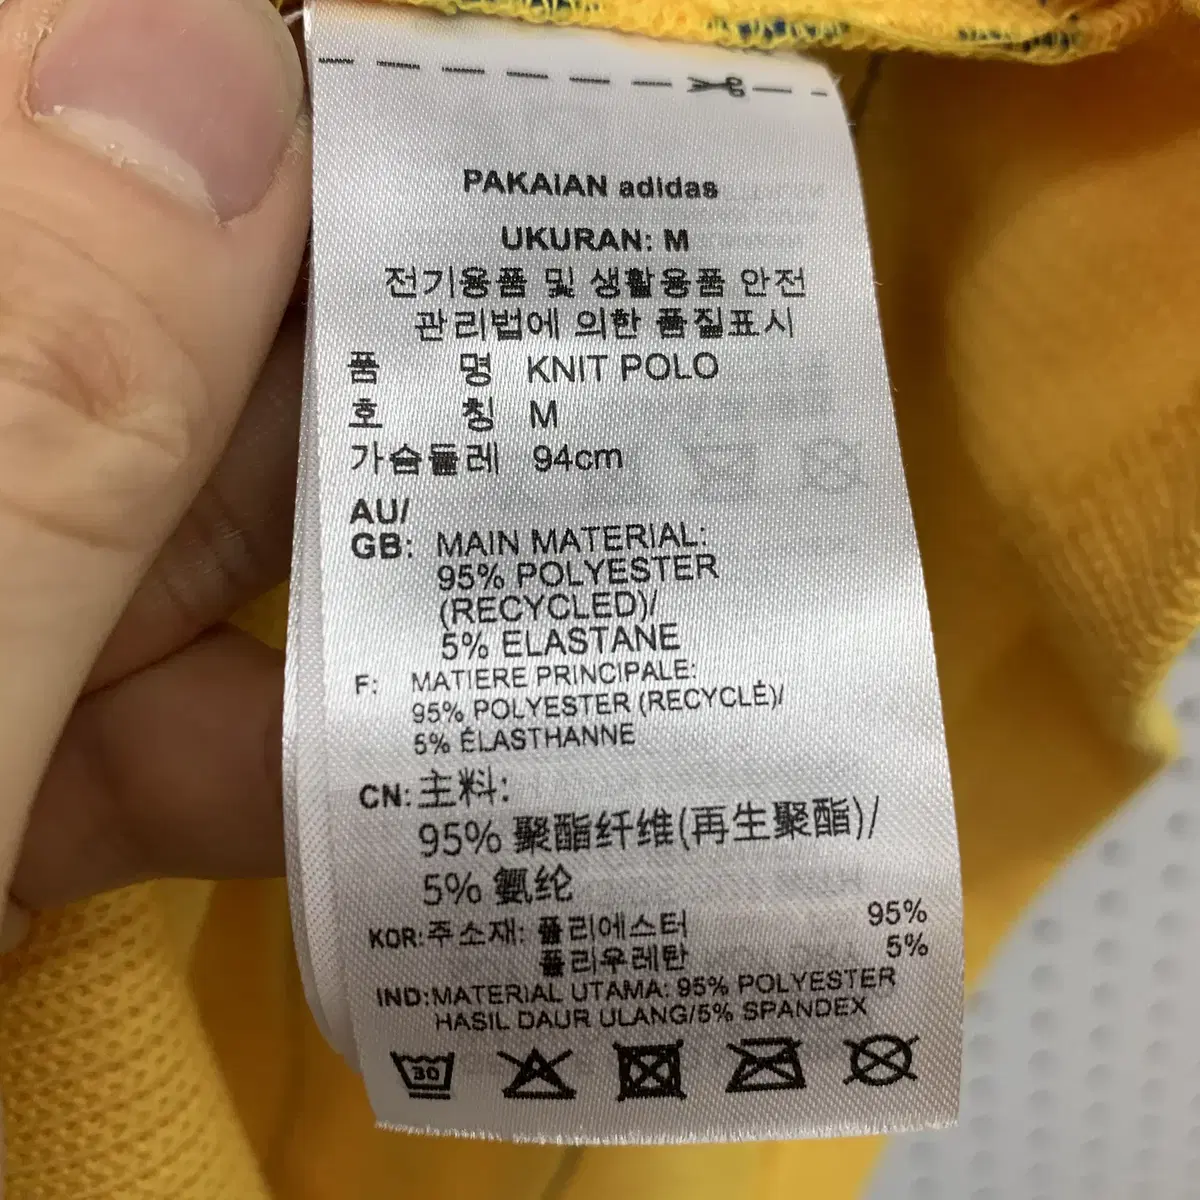 PAKAIAN adidas
UKURAN: M
전기용품 및 생활용품 안전
관리법에 의한 품질표시
품 명 KNIT POLO
호 칭 M
가슴둘레 94cm
AU/
GB: MAIN MATERIAL:
95% POLYESTER
(RECYCLED)/
5% ELASTANE
F: MATIERE PRINCIPALE:
95% POLYESTER (RECYCLÉ)/
5% ÉLASTHANNE
CN: 主料:
95% 聚酯纤维(再生聚酯)/
5% 氨纶
KOR: 주소재: 폴리에스터 95%
폴리우레탄 5%
IND: MATERIAL UTAMA: 95% POLYESTER
HASIL DAUR ULANG/5% SPANDEX
30